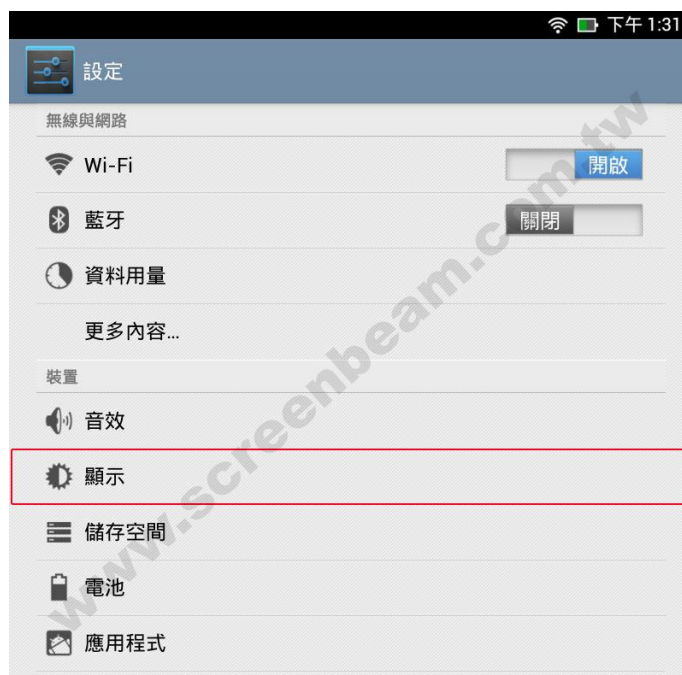 下午 1:31
設定
無線與網路
Wi-Fi 開啟
藍牙 關閉
資料用量
更多內容...
裝置
音效
顯示
儲存空間
電池
應用程式
www.screenbeam.com.tw